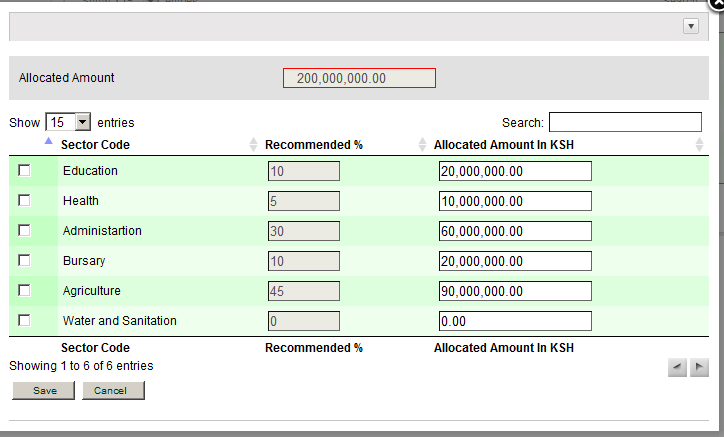 Allocated Amount 200,000,000.00
Show 15 entries Search:
Sector Code Recommended % Allocated Amount In KSH
Education 10 20,000,000.00
Health 5 10,000,000.00
Administartion 30 60,000,000.00
Bursary 10 20,000,000.00
Agriculture 45 90,000,000.00
Water and Sanitation 0 0.00
Sector Code Recommended % Allocated Amount In KSH
Showing 1 to 6 of 6 entries
Save Cancel